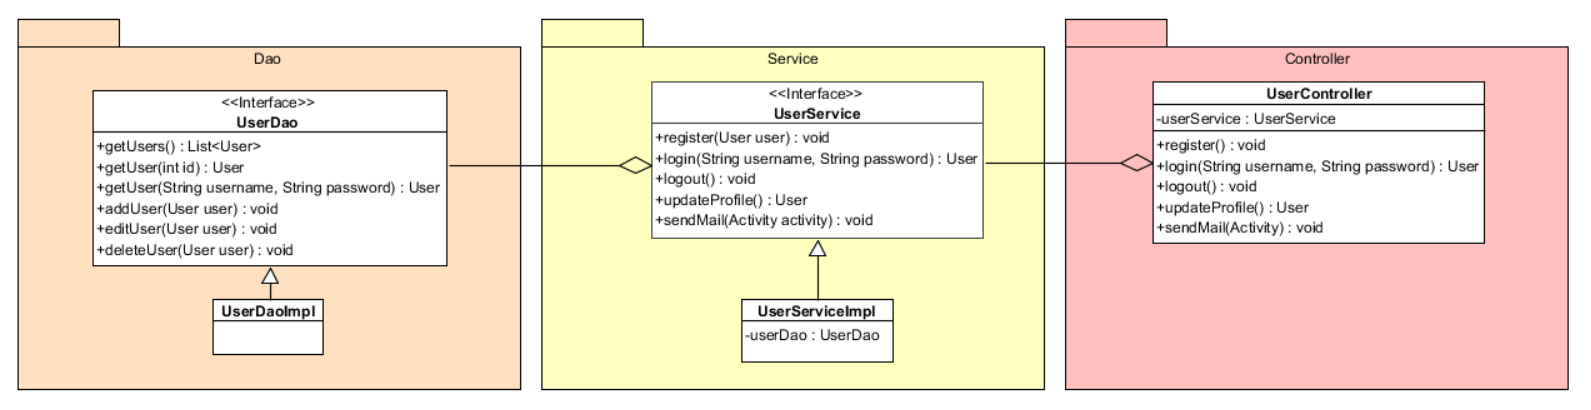 Dao
<<Interface>>
UserDao
+getUsers() : List<User>
+getUser(int id) : User
+getUser(String username, String password) : User
+addUser(User user) : void
+editUser(User user) : void
+deleteUser(User user) : void
UserDaoImpl
Service
<<Interface>>
UserService
+register(User user) : void
+login(String username, String password) : User
+logout() : void
+updateProfile() : User
+sendMail(Activity activity) : void
UserServiceImpl
-userDao : UserDao
Controller
UserController
-userService : UserService
+register() : void
+login(String username, String password) : User
+logout() : void
+updateProfile() : User
+sendMail(Activity) : void